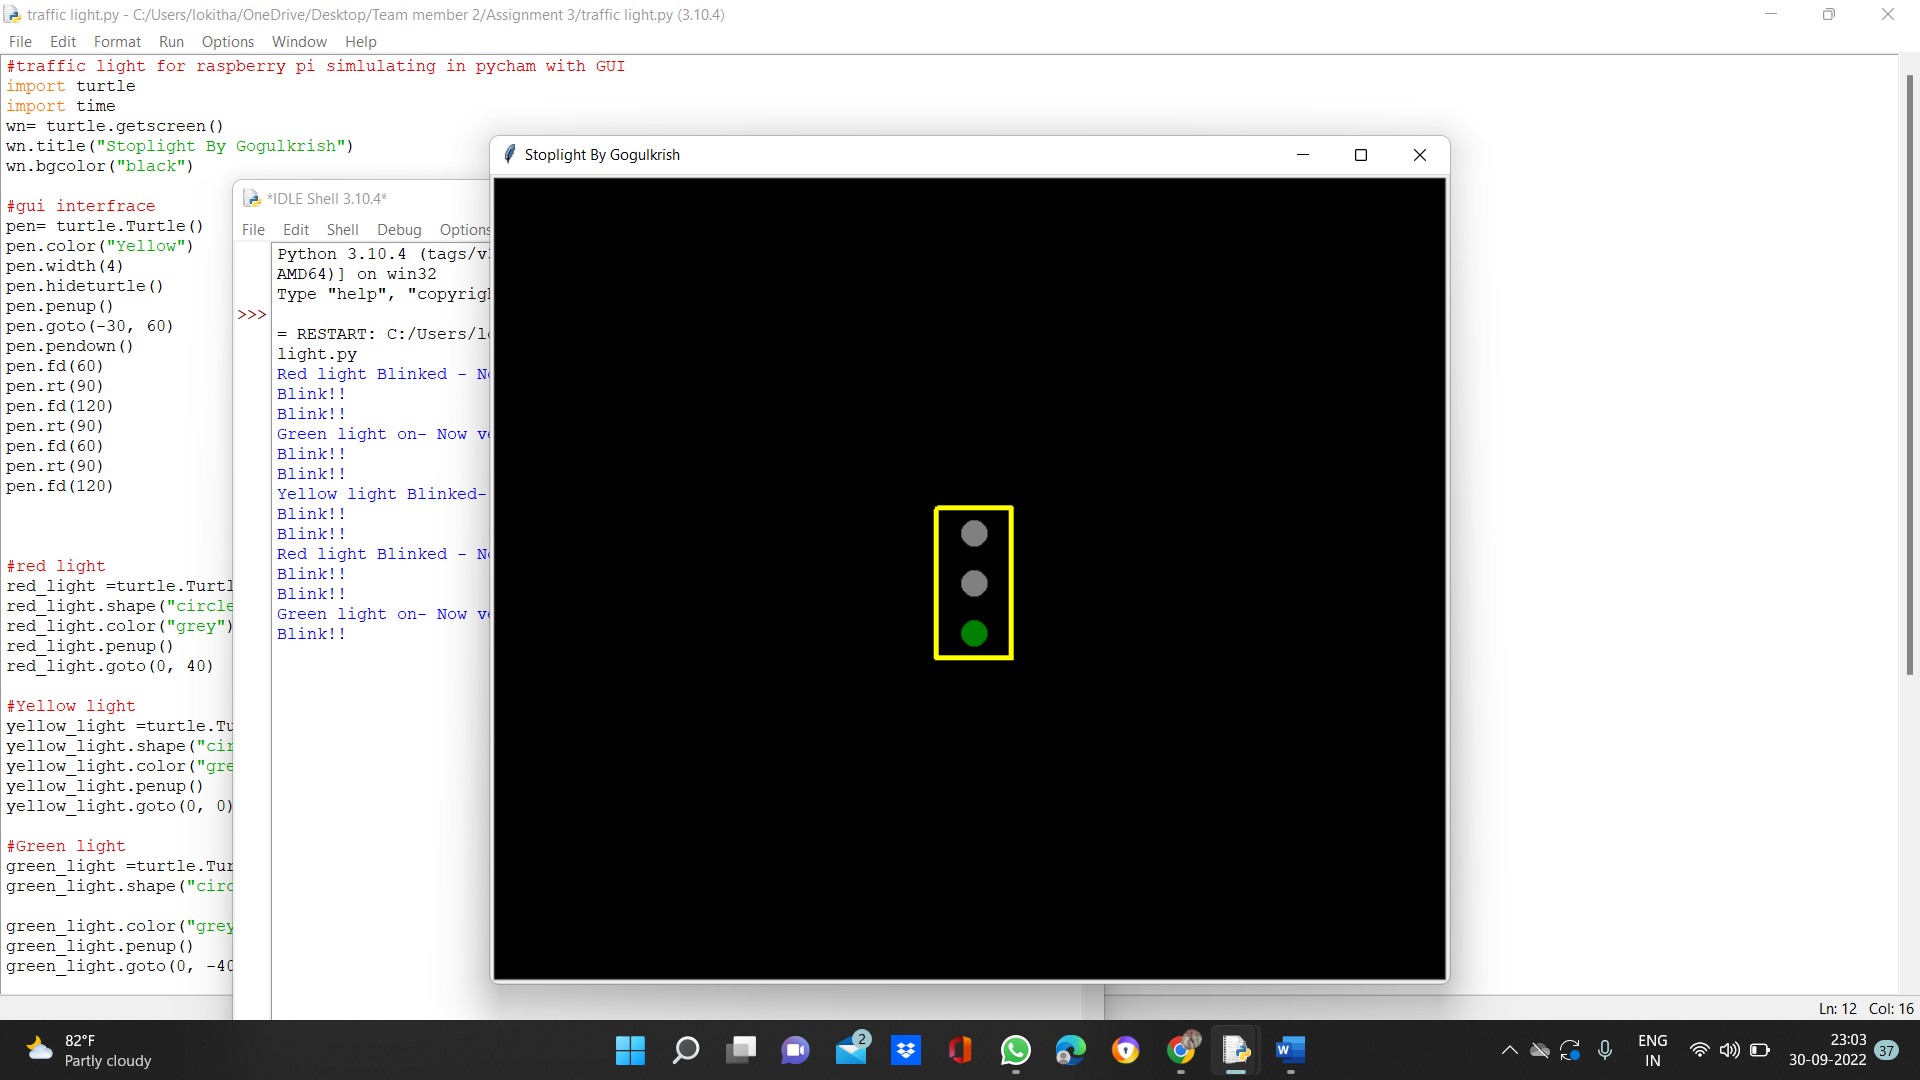 traffic light.py - C:/Users/lokitha/OneDrive/Desktop/Team member 2/Assignment 3/traffic light.py (3.10.4)
File Edit Format Run Options Window Help
#traffic light for raspberry pi simlulating in pycham with GUI
import turtle
import time
wn= turtle.getscreen()
wn.title("Stoplight By Gogulkrish")
wn.bgcolor("black")
#gui interfrace
pen= turtle.Turtle()
pen.color("Yellow")
pen.width(4)
pen.hideturtle()
pen.penup()
pen.goto(-30, 60)
pen.pendown()
pen.fd(60)
pen.rt(90)
pen.fd(120)
pen.rt(90)
pen.fd(60)
pen.rt(90)
pen.fd(120)
#red light
red_light =turtle.Turtl
red_light.shape("circle
red_light.color("grey")
red_light.penup()
red_light.goto(0, 40)
#Yellow light
yellow_light =turtle.Tu
yellow_light.shape("cir
yellow_light.color("gre
yellow_light.penup()
yellow_light.goto(0, 0)
#Green light
green_light =turtle.Tur
green_light.shape("circ
green_light.color("grey
green_light.penup()
green_light.goto(0, -40
*IDLE Shell 3.10.4*
File Edit Shell Debug Options
Python 3.10.4 (tags/v
AMD64)] on win32
Type "help", "copyrig
>>>
= RESTART: C:/Users/lo
light.py
Red light Blinked - N
Blink!!
Blink!!
Green light on- Now ve
Blink!!
Blink!!
Yellow light Blinked-
Blink!!
Blink!!
Red light Blinked - N
Blink!!
Blink!!
Green light on- Now ve
Blink!!
Stoplight By Gogulkrish
Ln: 12 Col: 16
82°F
Partly cloudy
2
ENG
IN
23:03
30-09-2022
37